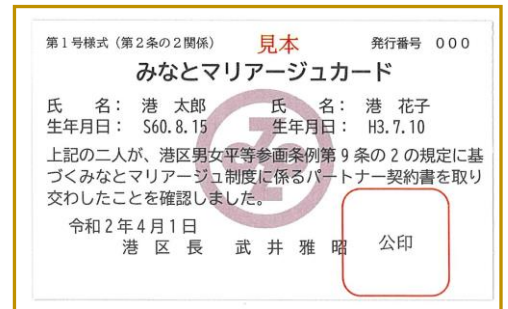 第1号様式（第2条の2関係） 見本 発行番号 000
みなとマリアージュカード
氏 名： 港 太郎 氏 名： 港 花子
生年月日： S60.8.15 生年月日： H3.7.10
上記の二人が、港区男女平等参画条例第9条の2の規定に基
づくみなとマリアージュ制度に係るパートナー契約書を取り
交わしたことを確認しました。
令和2年4月1日
港 区 長 武 井 雅 昭 公印